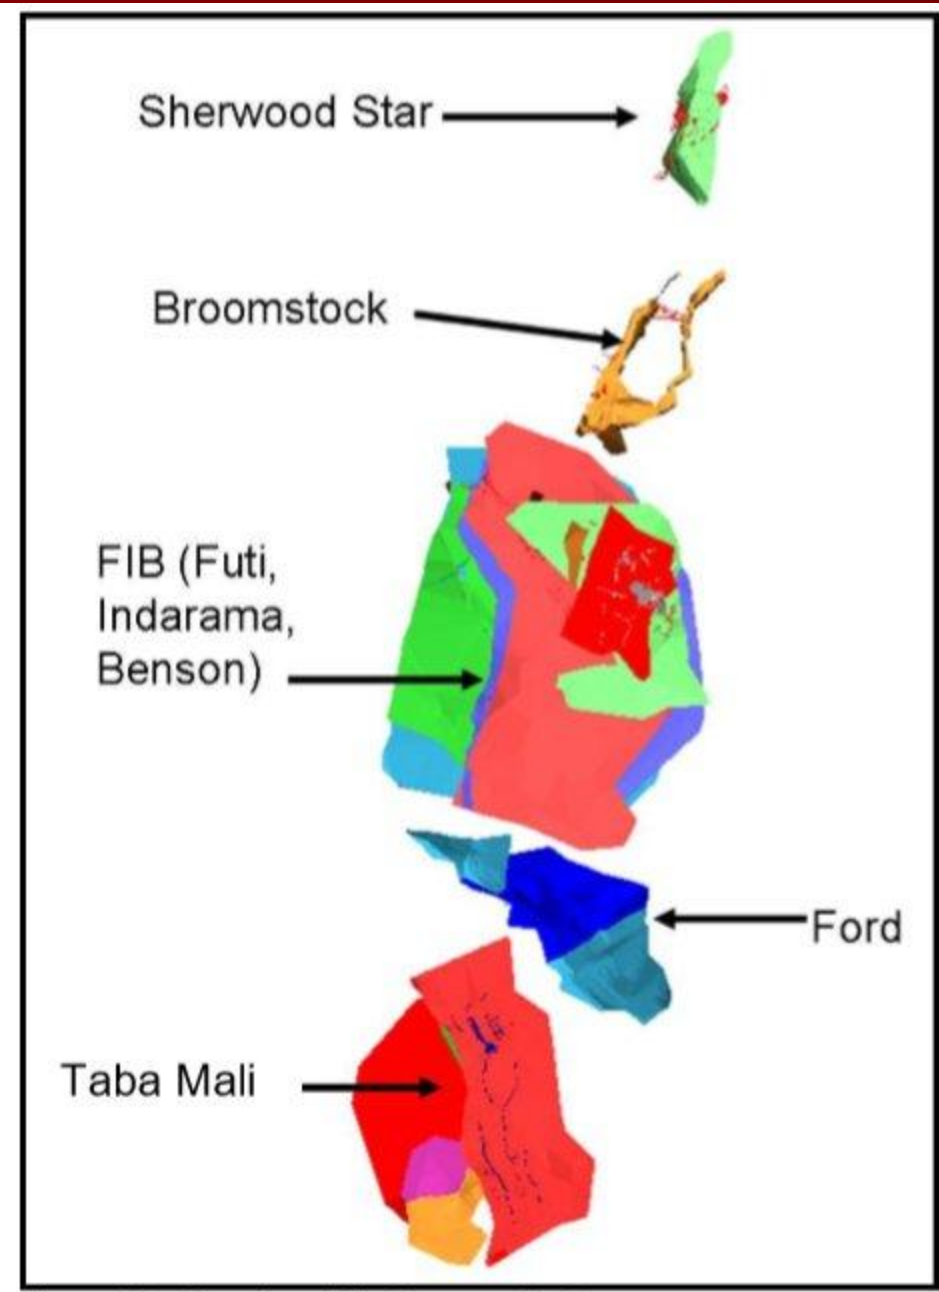 Sherwood Star
Broomstock
FIB (Futi,
Indarama,
Benson)
Ford
Taba Mali